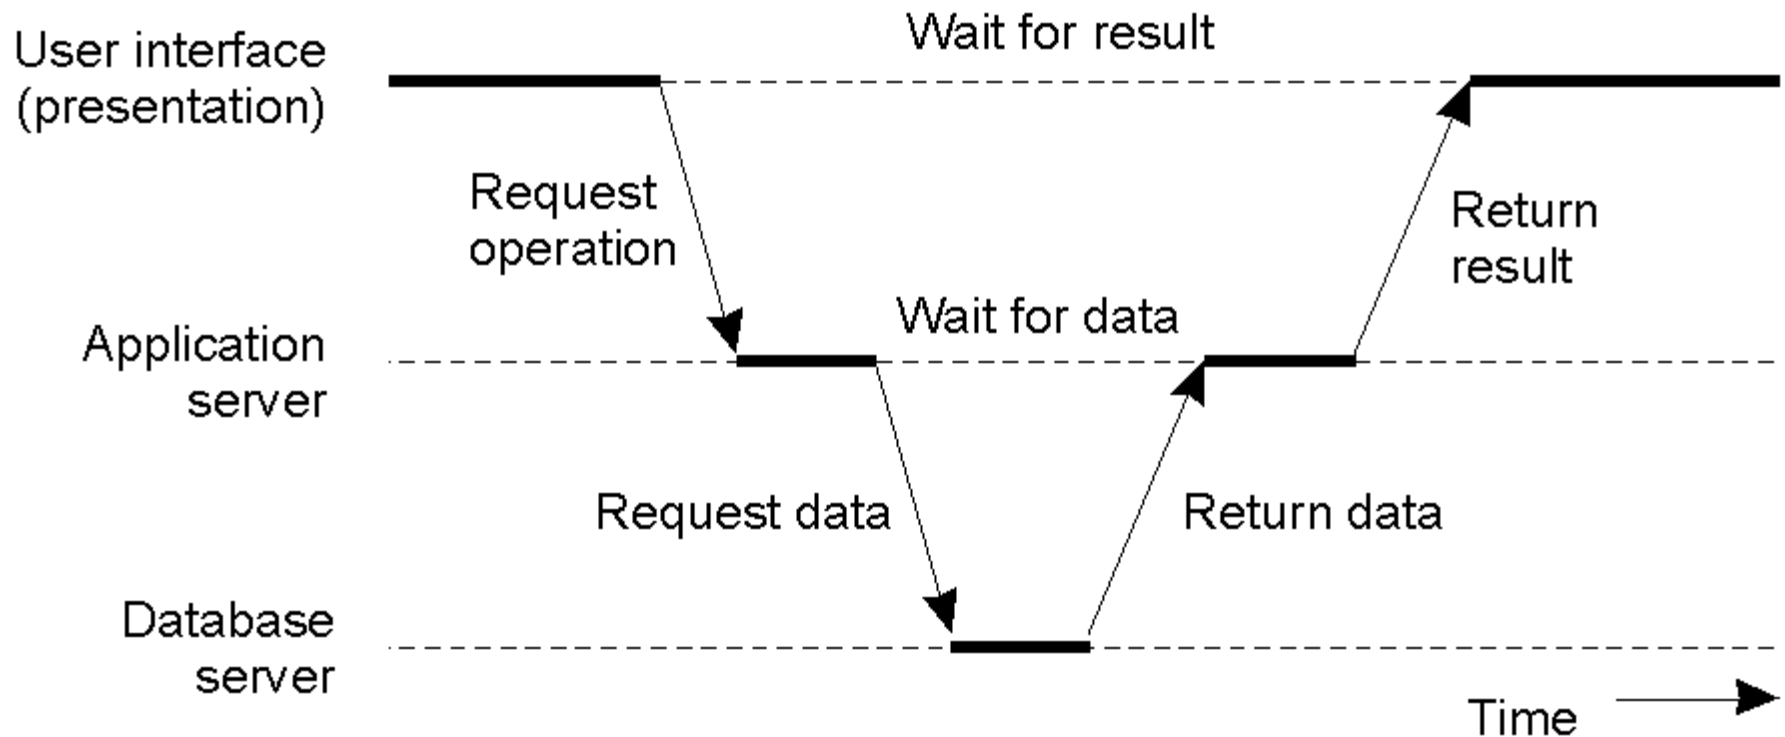 Wait for result
User interface
(presentation)
Request
operation
Return
result
Wait for data
Application
server
Request data
Return data
Database
server
Time